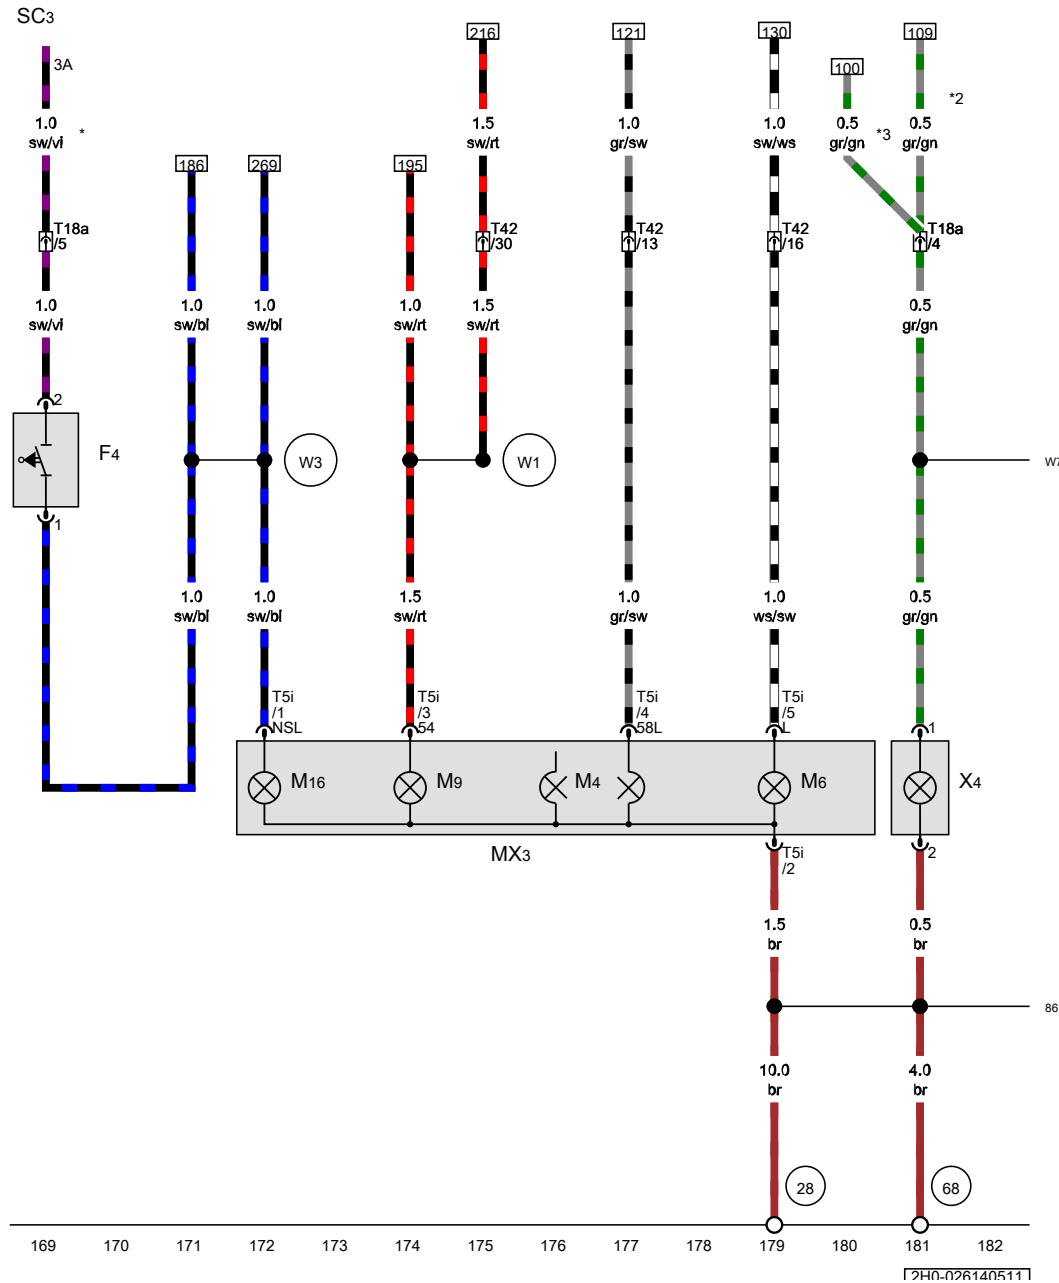 SC3
3A
216
121
130
109
100
*2
1.0
sw/vi
*
1.5
sw/rt
1.0
gr/sw
1.0
sw/ws
0.5
gr/gn
*3
0.5
gr/gn
186
269
195
T18a
/5
T42
/30
T42
/13
T42
/16
T18a
/4
1.0
sw/vi
1.0
sw/bl
1.0
sw/bl
1.0
sw/rt
1.5
sw/rt
0.5
gr/gn
2
F4
W3
W1
W7
1
1.0
sw/bl
1.0
sw/bl
1.5
sw/rt
1.0
gr/sw
1.0
ws/sw
0.5
gr/gn
T5i
/1
NSL
T5i
/3
54
T5i
/4
58L
T5i
/5
L
1
M16
M9
M4
M6
X4
MX3
T5i
/2
2
1.5
br
0.5
br
86
10.0
br
4.0
br
28
68
169 170 171 172 173 174 175 176 177 178 179 180 181 182
2H0-026140511